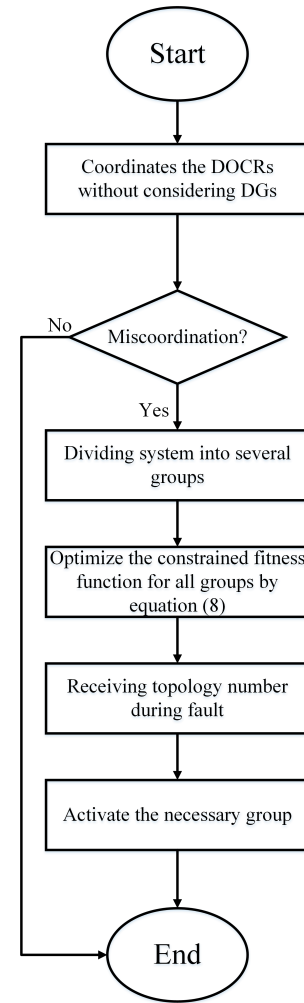 Start
Coordinates the DOCRs
without considering DGs
No
Miscoordination?
Yes
Dividing system into several
groups
Optimize the constrained fitness
function for all groups by
equation (8)
Receiving topology number
during fault
Activate the necessary group
End